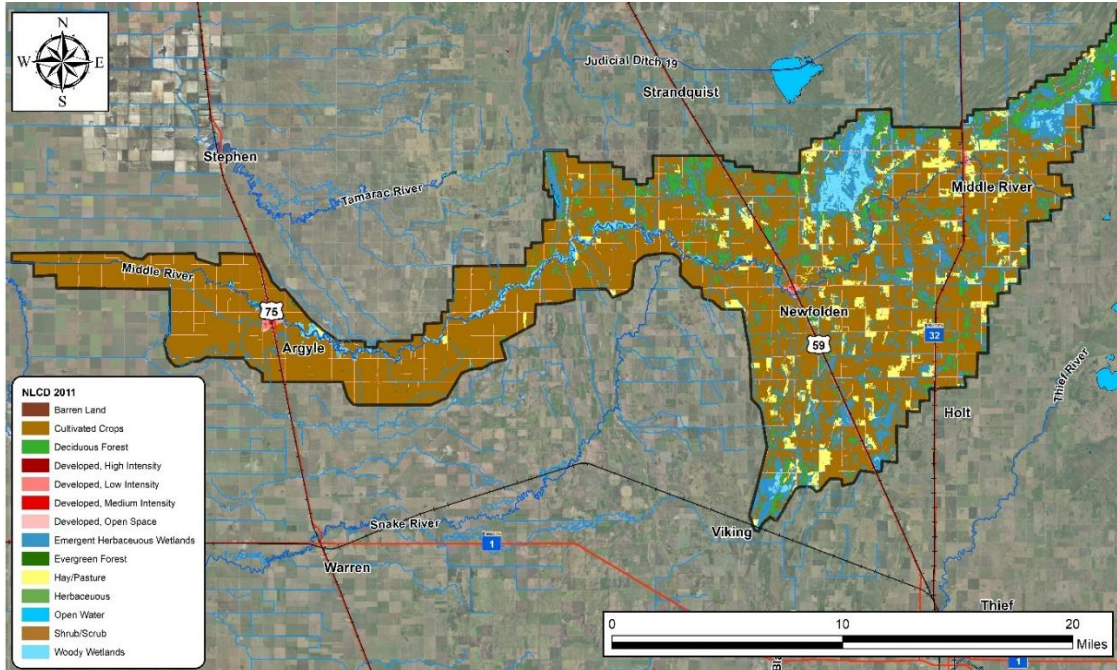 N
W
E
S
Judicial Ditch 19
Strandquist
Stephen
Tamarac River
Middle River
Middle River
75
Argyle
Newfolden
59
32
Holt
Thief River
Snake River
1
Viking
Warren
Thief
1
NLCD 2011
Barren Land
Cultivated Crops
Deciduous Forest
Developed, High Intensity
Developed, Low Intensity
Developed, Medium Intensity
Developed, Open Space
Emergent Herbaceous Wetlands
Evergreen Forest
Hay/Pasture
Herbaceuous
Open Water
Shrub/Scrub
Woody Wetlands
0
10
20
Miles